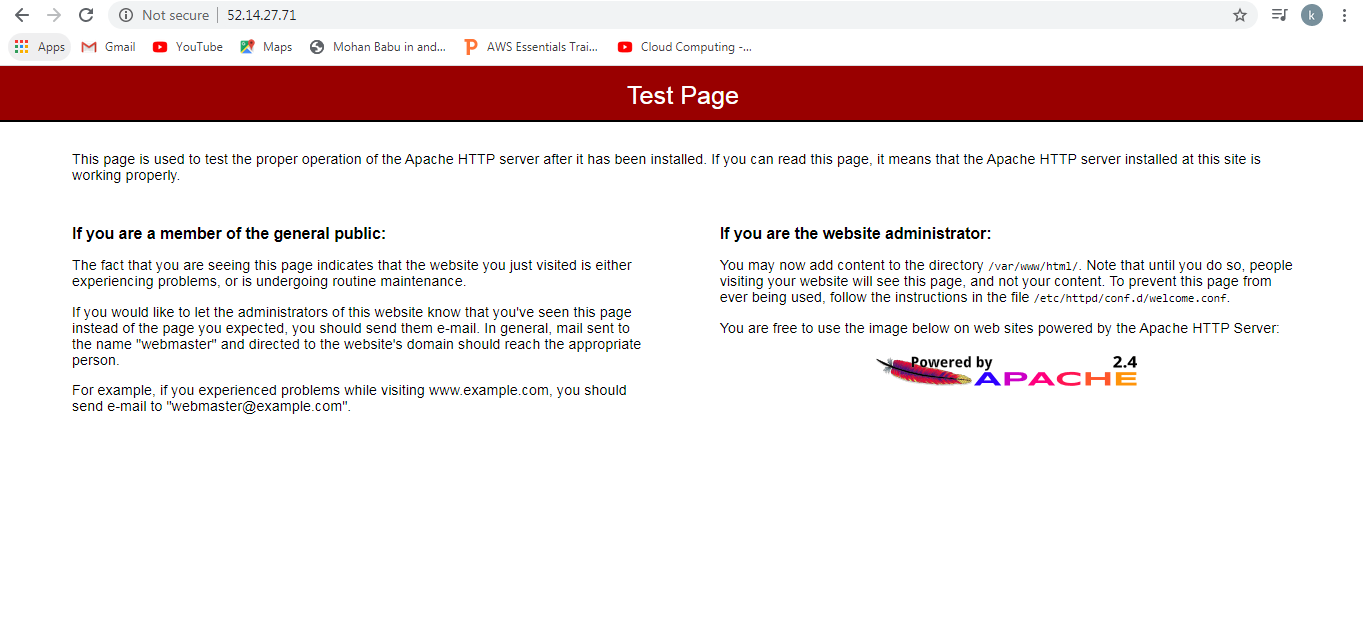 Not secure
52.14.27.71
k
Apps
Gmail
YouTube
Maps
Mohan Babu in and...
AWS Essentials Trai...
Cloud Computing -...
Test Page
This page is used to test the proper operation of the Apache HTTP server after it has been installed. If you can read this page, it means that the Apache HTTP server installed at this site is
working properly.
If you are a member of the general public:
The fact that you are seeing this page indicates that the website you just visited is either
experiencing problems, or is undergoing routine maintenance.
If you would like to let the administrators of this website know that you've seen this page
instead of the page you expected, you should send them e-mail. In general, mail sent to
the name "webmaster" and directed to the website's domain should reach the appropriate
person.
For example, if you experienced problems while visiting www.example.com, you should
send e-mail to "webmaster@example.com".
If you are the website administrator:
You may now add content to the directory /var/www/html/. Note that until you do so, people
visiting your website will see this page, and not your content. To prevent this page from
ever being used, follow the instructions in the file /etc/httpd/conf.d/welcome.conf.
You are free to use the image below on web sites powered by the Apache HTTP Server:
Powered by 2.4
APACHE